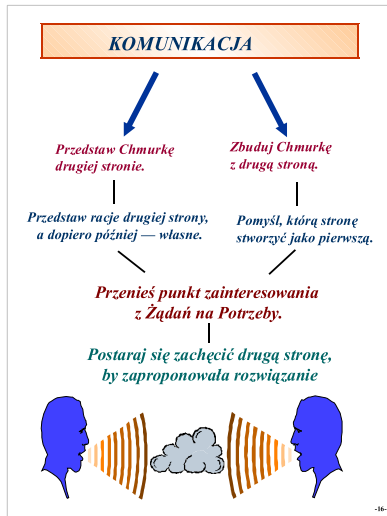 KOMUNIKACJA
Przedstaw Chmurkę
drugiej stronie.
Zbuduj Chmurkę
z drugą stroną.
Przedstaw racje drugiej strony,
a dopiero później — własne.
Pomyśl, którą stronę
stworzyć jako pierwszą.
Przenieś punkt zainteresowania
z Żądań na Potrzeby.
Postaraj się zachęcić drugą stronę,
by zaproponowała rozwiązanie
-16-